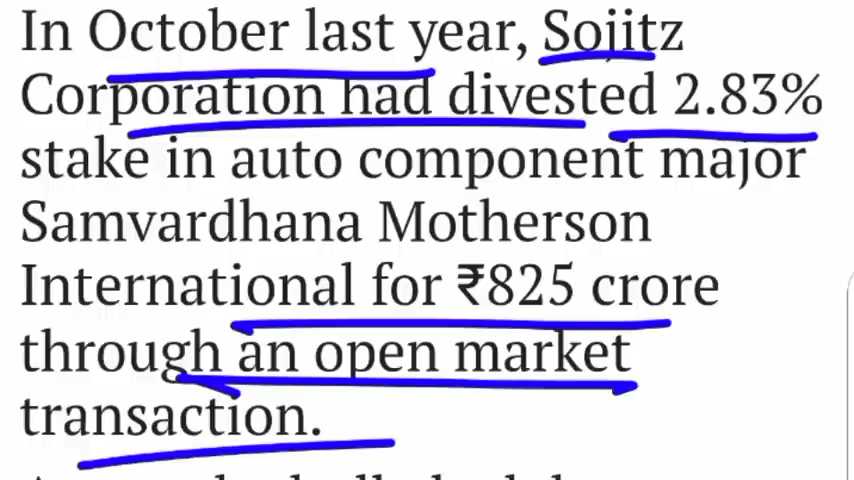 In October last year, Sojitz
Corporation had divested 2.83%
stake in auto component major
Samvardhana Motherson
International for ₹825 crore
through an open market
transaction.